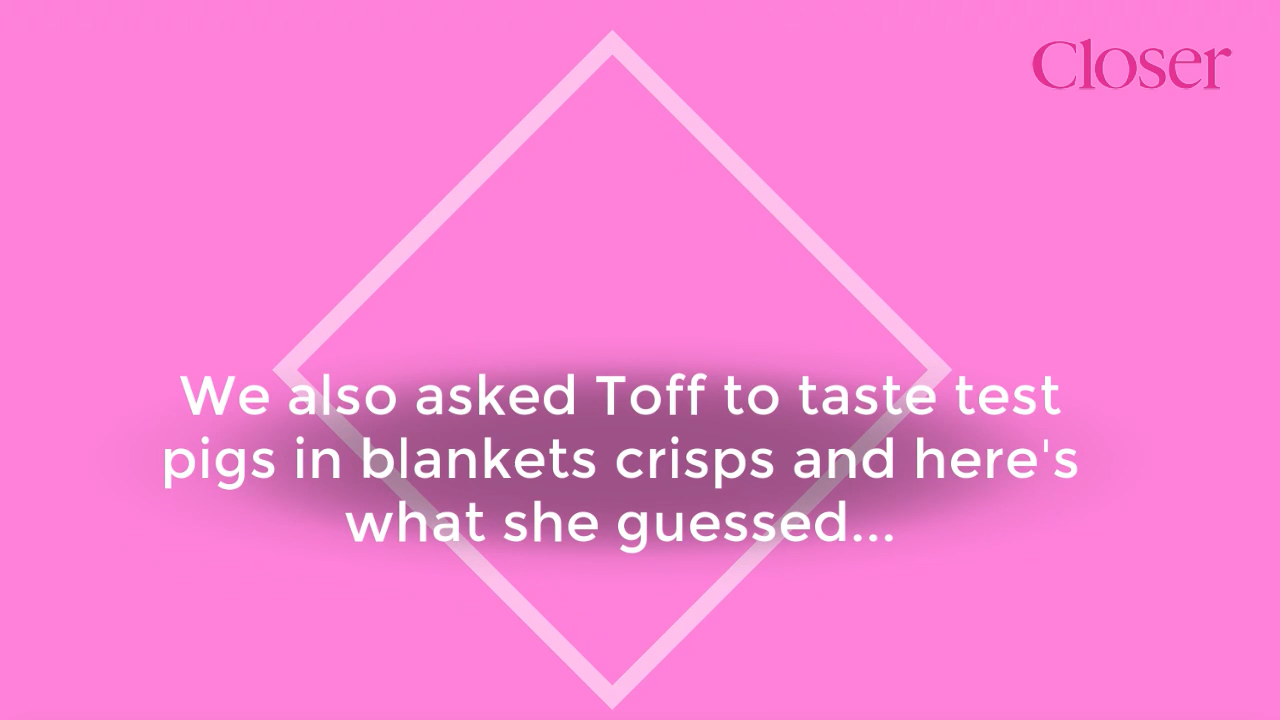 Closer
We also asked Toff to taste test
pigs in blankets crisps and here's
what she guessed...